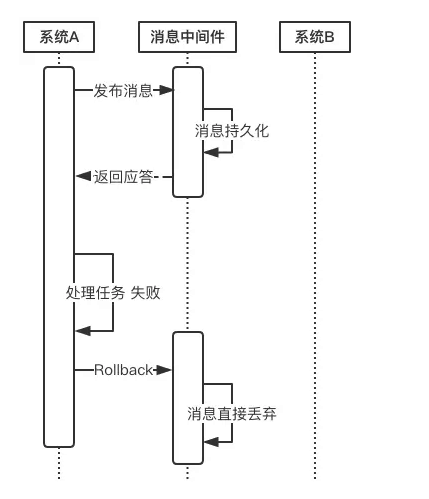 系统A
消息中间件
系统B
发布消息
消息持久化
返回应答
处理任务 失败
Rollback
消息直接丢弃